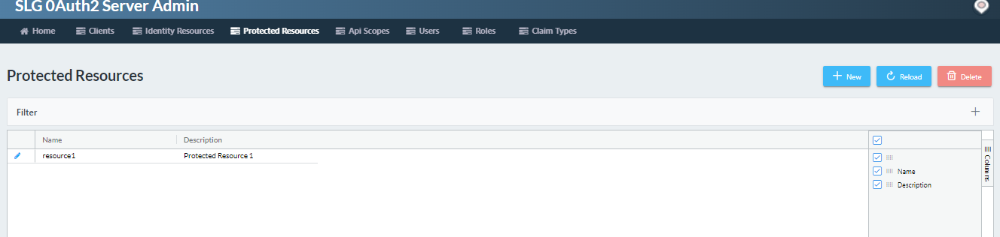 SLG 0Auth2 Server Admin
Home Clients Identity Resources Protected Resources Api Scopes Users Roles Claim Types
Protected Resources
New Reload Delete
Filter
Name Description
resource1 Protected Resource 1
Name
Description
Columns